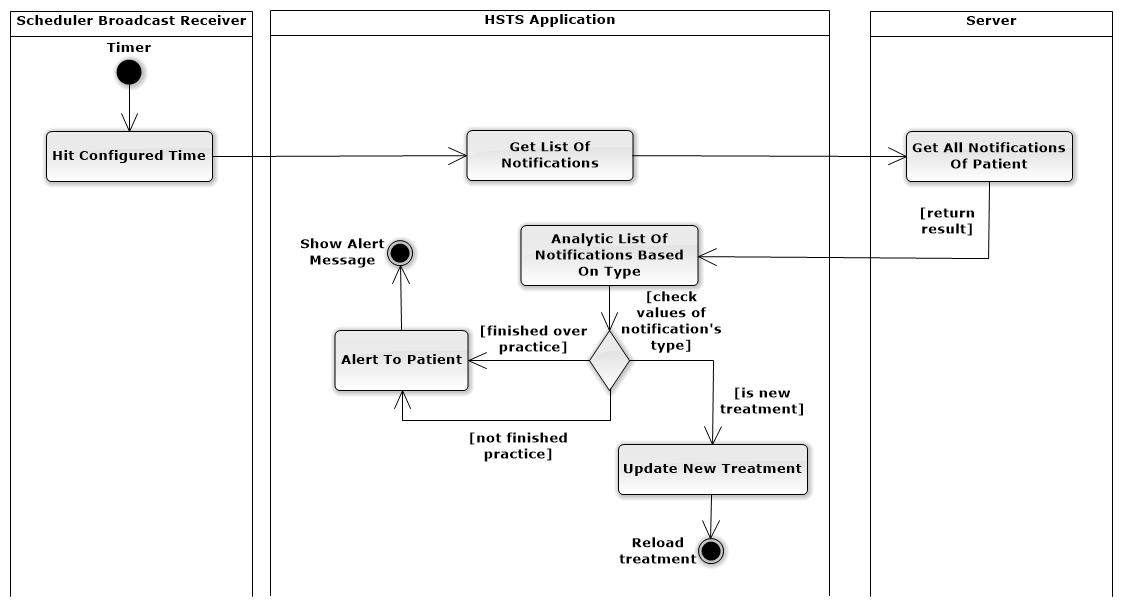 Scheduler Broadcast Receiver
HSTS Application
Server
Timer
Hit Configured Time
Get List Of
Notifications
Get All Notifications
Of Patient
[return
result]
Show Alert
Message
Analytic List Of
Notifications Based
On Type
[check
values of
notification's
type]
[finished over
practice]
Alert To Patient
[is new
treatment]
[not finished
practice]
Update New Treatment
Reload
treatment